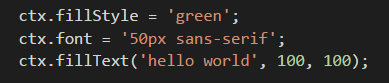 ctx.fillStyle = 'green';
ctx.font = '50px sans-serif';
ctx.fillText('hello world', 100, 100);